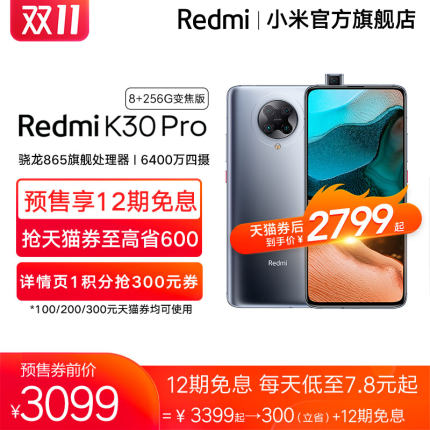 双11
Redmi | 小米官方旗舰店
8+256G变焦版
Redmi K30 Pro
骁龙865旗舰处理器 | 6400万四摄
预售享12期免息
抢天猫券至高省600
详情页1积分抢300元券
*100/200/300元天猫券均可使用
天猫券后
到手价 ¥2799起
Redmi
预售券前价
¥3099
12期免息 每天低至7.8元起
=¥ 3399起→300(立省)+12期免息